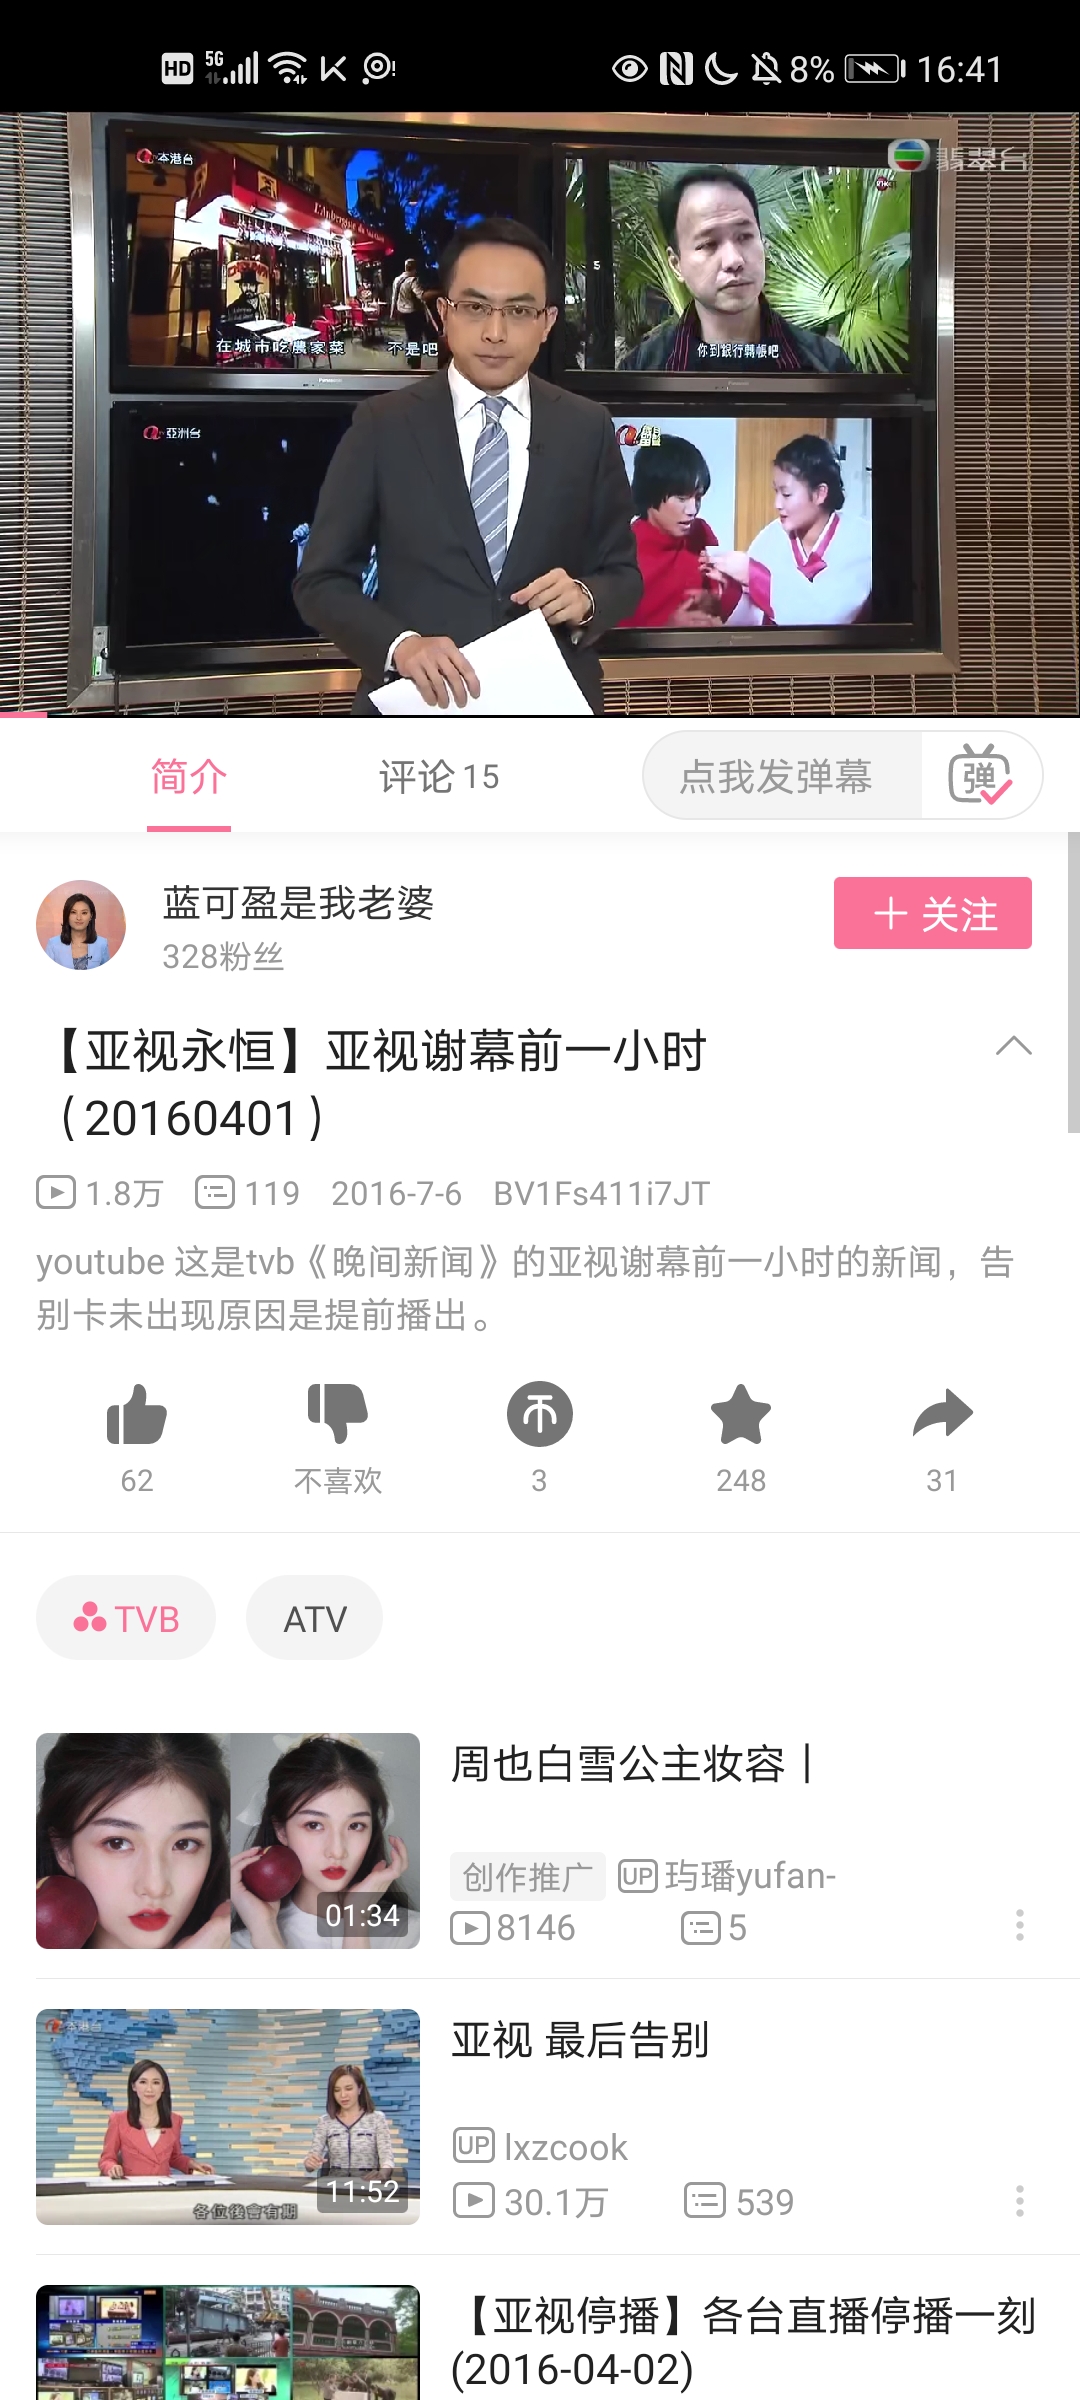 HD 5G 8% 16:41
本港台
翡翠台
在城市吃農家菜 不是吧
你到銀行轉帳吧
亞洲台
简介 评论 15 点我发弹幕 弹
蓝可盈是我老婆
328粉丝
+ 关注
【亚视永恒】亚视谢幕前一小时
（20160401）
1.8万 119 2016-7-6 BV1Fs411i7JT
youtube 这是tvb《晚间新闻》的亚视谢幕前一小时的新闻，告
别卡未出现原因是提前播出。
62 不喜欢 3 248 31
TVB ATV
周也白雪公主妆容｜
01:34
创作推广 UP 玙璠yufan-
8146 5
本港台
亚视 最后告别
各位後會有期
11:52
UP lxzcook
30.1万 539
【亚视停播】各台直播停播一刻
(2016-04-02)